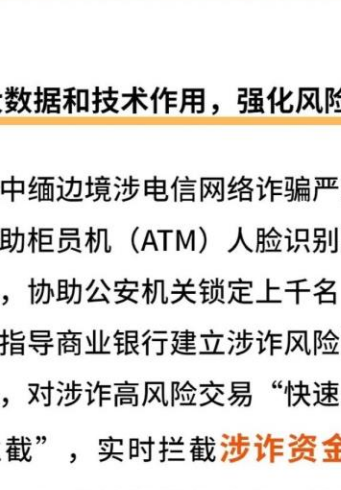 数据和技术作用，强化风险
中缅边境涉电信网络诈骗严
助柜员机（ATM）人脸识别
，协助公安机关锁定上千名
指导商业银行建立涉诈风险
，对涉诈高风险交易“快速
截”，实时拦截涉诈资金